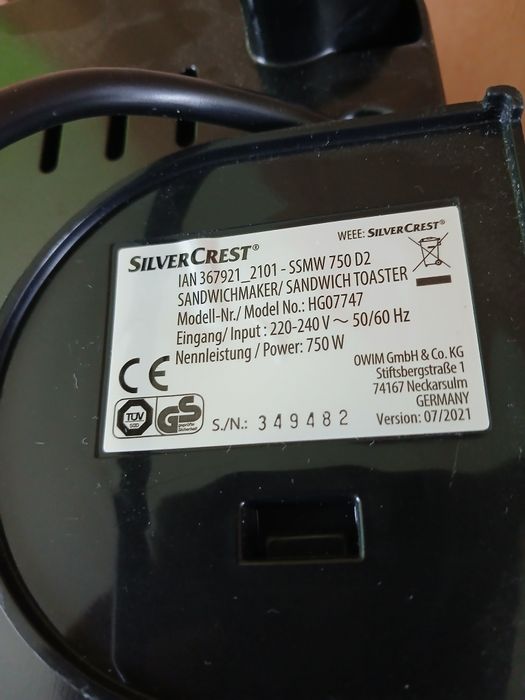 WEEE: SILVERCREST®
SILVERCREST®
IAN 367921_2101 - SSMW 750 D2
SANDWICHMAKER/ SANDWICH TOASTER
Modell-Nr./ Model No.: HG07747
Eingang/ Input : 220-240 V ~ 50/60 Hz
Nennleistung / Power: 750 W
CE
OWIM GmbH & Co. KG
Stiftsbergstraße 1
74167 Neckarsulm
GERMANY
Version: 07/2021
TÜV
SÜD
GS
geprüfte
Sicherheit
S./N.: 349482